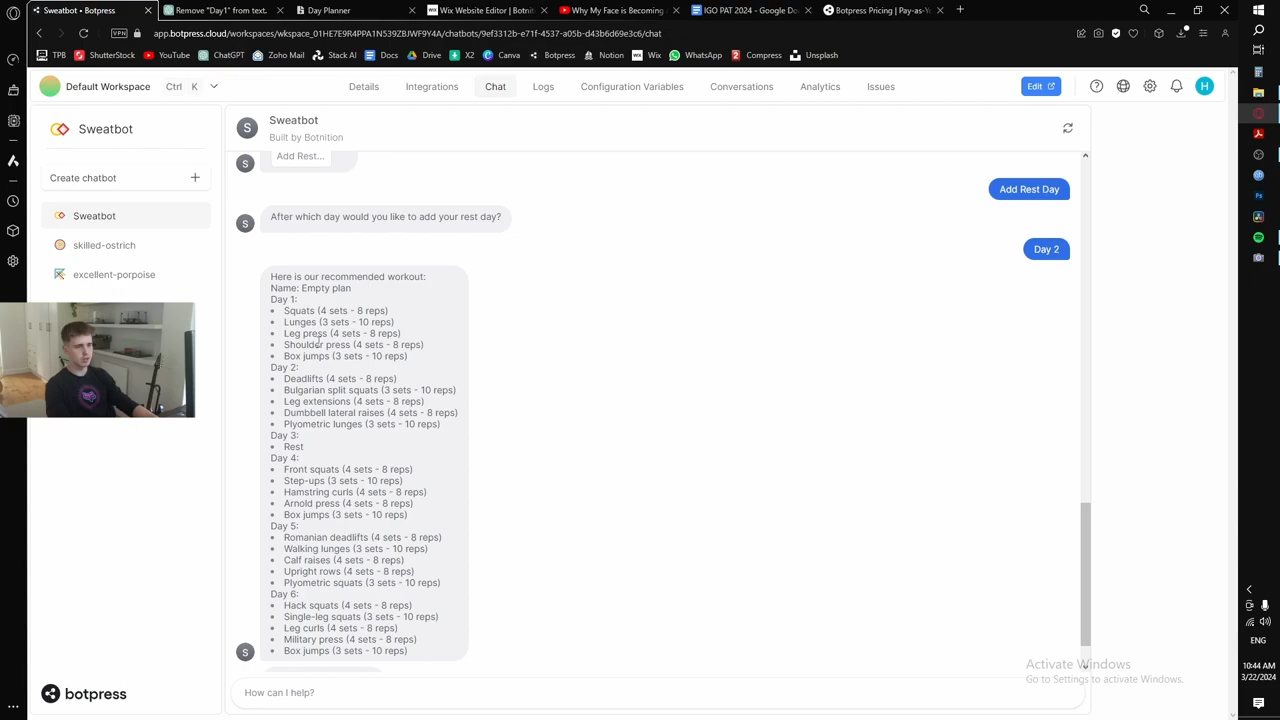 Sweatbot • Botpress
Remove "Day1" from text.
Day Planner
Wix Website Editor | Botniti
Why My Face is Becoming
IGO PAT 2024 - Google Doc
Botpress Pricing | Pay-as-Y
VPN
app.botpress.cloud/workspaces/wkspace_01HE7E9R4PPA1N539ZBJWF9Y4A/chatbots/9ef3312b-e71f-4537-a05b-d43b6d69e3c6/chat
TPB
ShutterStock
YouTube
ChatGPT
Zoho Mail
Stack AI
Docs
Drive
X2
Canva
Botpress
Notion
Wix
WhatsApp
Compress
Unsplash
Default Workspace
Ctrl K
Details
Integrations
Chat
Logs
Configuration Variables
Conversations
Analytics
Issues
Edit
H
Sweatbot
Create chatbot
Sweatbot
skilled-ostrich
excellent-porpoise
botpress
S
Sweatbot
Built by Botnition
Add Rest...
S
Add Rest Day
After which day would you like to add your rest day?
S
Day 2
Here is our recommended workout:
Name: Empty plan
Day 1:
• Squats (4 sets - 8 reps)
• Lunges (3 sets - 10 reps)
• Leg press (4 sets - 8 reps)
• Shoulder press (4 sets - 8 reps)
• Box jumps (3 sets - 10 reps)
Day 2:
• Deadlifts (4 sets - 8 reps)
• Bulgarian split squats (3 sets - 10 reps)
• Leg extensions (4 sets - 8 reps)
• Dumbbell lateral raises (4 sets - 8 reps)
• Plyometric lunges (3 sets - 10 reps)
Day 3:
• Rest
Day 4:
• Front squats (4 sets - 8 reps)
• Step-ups (3 sets - 10 reps)
• Hamstring curls (4 sets - 8 reps)
• Arnold press (4 sets - 8 reps)
• Box jumps (3 sets - 10 reps)
Day 5:
• Romanian deadlifts (4 sets - 8 reps)
• Walking lunges (3 sets - 10 reps)
• Calf raises (4 sets - 8 reps)
• Upright rows (4 sets - 8 reps)
• Plyometric squats (3 sets - 10 reps)
Day 6:
• Hack squats (4 sets - 8 reps)
• Single-leg squats (3 sets - 10 reps)
• Leg curls (4 sets - 8 reps)
• Military press (4 sets - 8 reps)
• Box jumps (3 sets - 10 reps)
S
How can I help?
Activate Windows
Go to Settings to activate Windows.
ENG
10:44 AM
3/22/2024